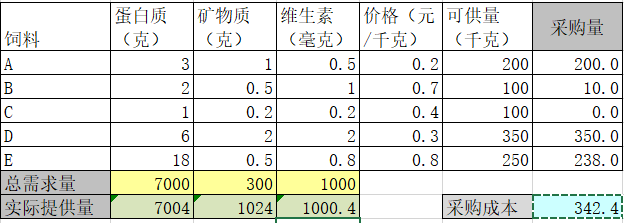 饲料 蛋白质（克） 矿物质（克） 维生素（毫克） 价格（元/千克） 可供量（千克） 采购量
A 3 1 0.5 0.2 200 200.0
B 2 0.5 1 0.7 100 10.0
C 1 0.2 0.2 0.4 100 0.0
D 6 2 2 0.3 350 350.0
E 18 0.5 0.8 0.8 250 238.0
总需求量 7000 300 1000
实际提供量 7004 1024 1000.4 采购成本 342.4